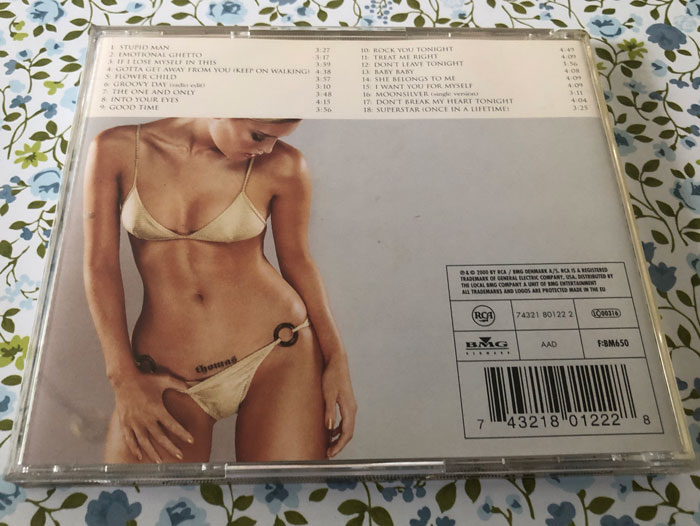 1. STUPID MAN 3:27
2. EMOTIONAL GHETTO 3:17
3. IF I LOSE MYSELF IN THIS 3:59
4. GOTTA GET AWAY FROM YOU (KEEP ON WALKING) 4:38
5. FLOWER CHILD 3:57
6. GROOVY DAY (radio edit) 3:10
7. THE ONE AND ONLY 3:48
8. INTO YOUR EYES 4:15
9. GOOD TIME 3:56
10. ROCK YOU TONIGHT 4:49
11. TREAT ME RIGHT 4:09
12. DON'T LEAVE TONIGHT 3:56
13. BABY BABY 4:08
14. SHE BELONGS TO ME 4:09
15. I WANT YOU FOR MYSELF 4:09
16. MOONSILVER (single version) 3:11
17. DON'T BREAK MY HEART TONIGHT 4:04
18. SUPERSTAR (ONCE IN A LIFETIME) 3:25
thomas
℗ & © 2000 BY RCA / BMG DENMARK A/S. RCA IS A REGISTERED
TRADEMARK OF GENERAL ELECTRIC COMPANY, USA. DISTRIBUTED BY
THE LOCAL BMG COMPANY A UNIT OF BMG ENTERTAINMENT
ALL TRADEMARKS AND LOGOS ARE PROTECTED MADE IN THE EU
RCA 74321 80122 2 LC00316
BMG DENMARK AAD F:BM650
7 43218 01222 8